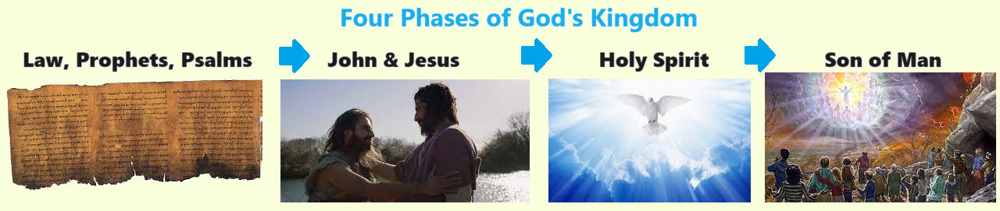 Four Phases of God's Kingdom
Law, Prophets, Psalms
John & Jesus
Holy Spirit
Son of Man